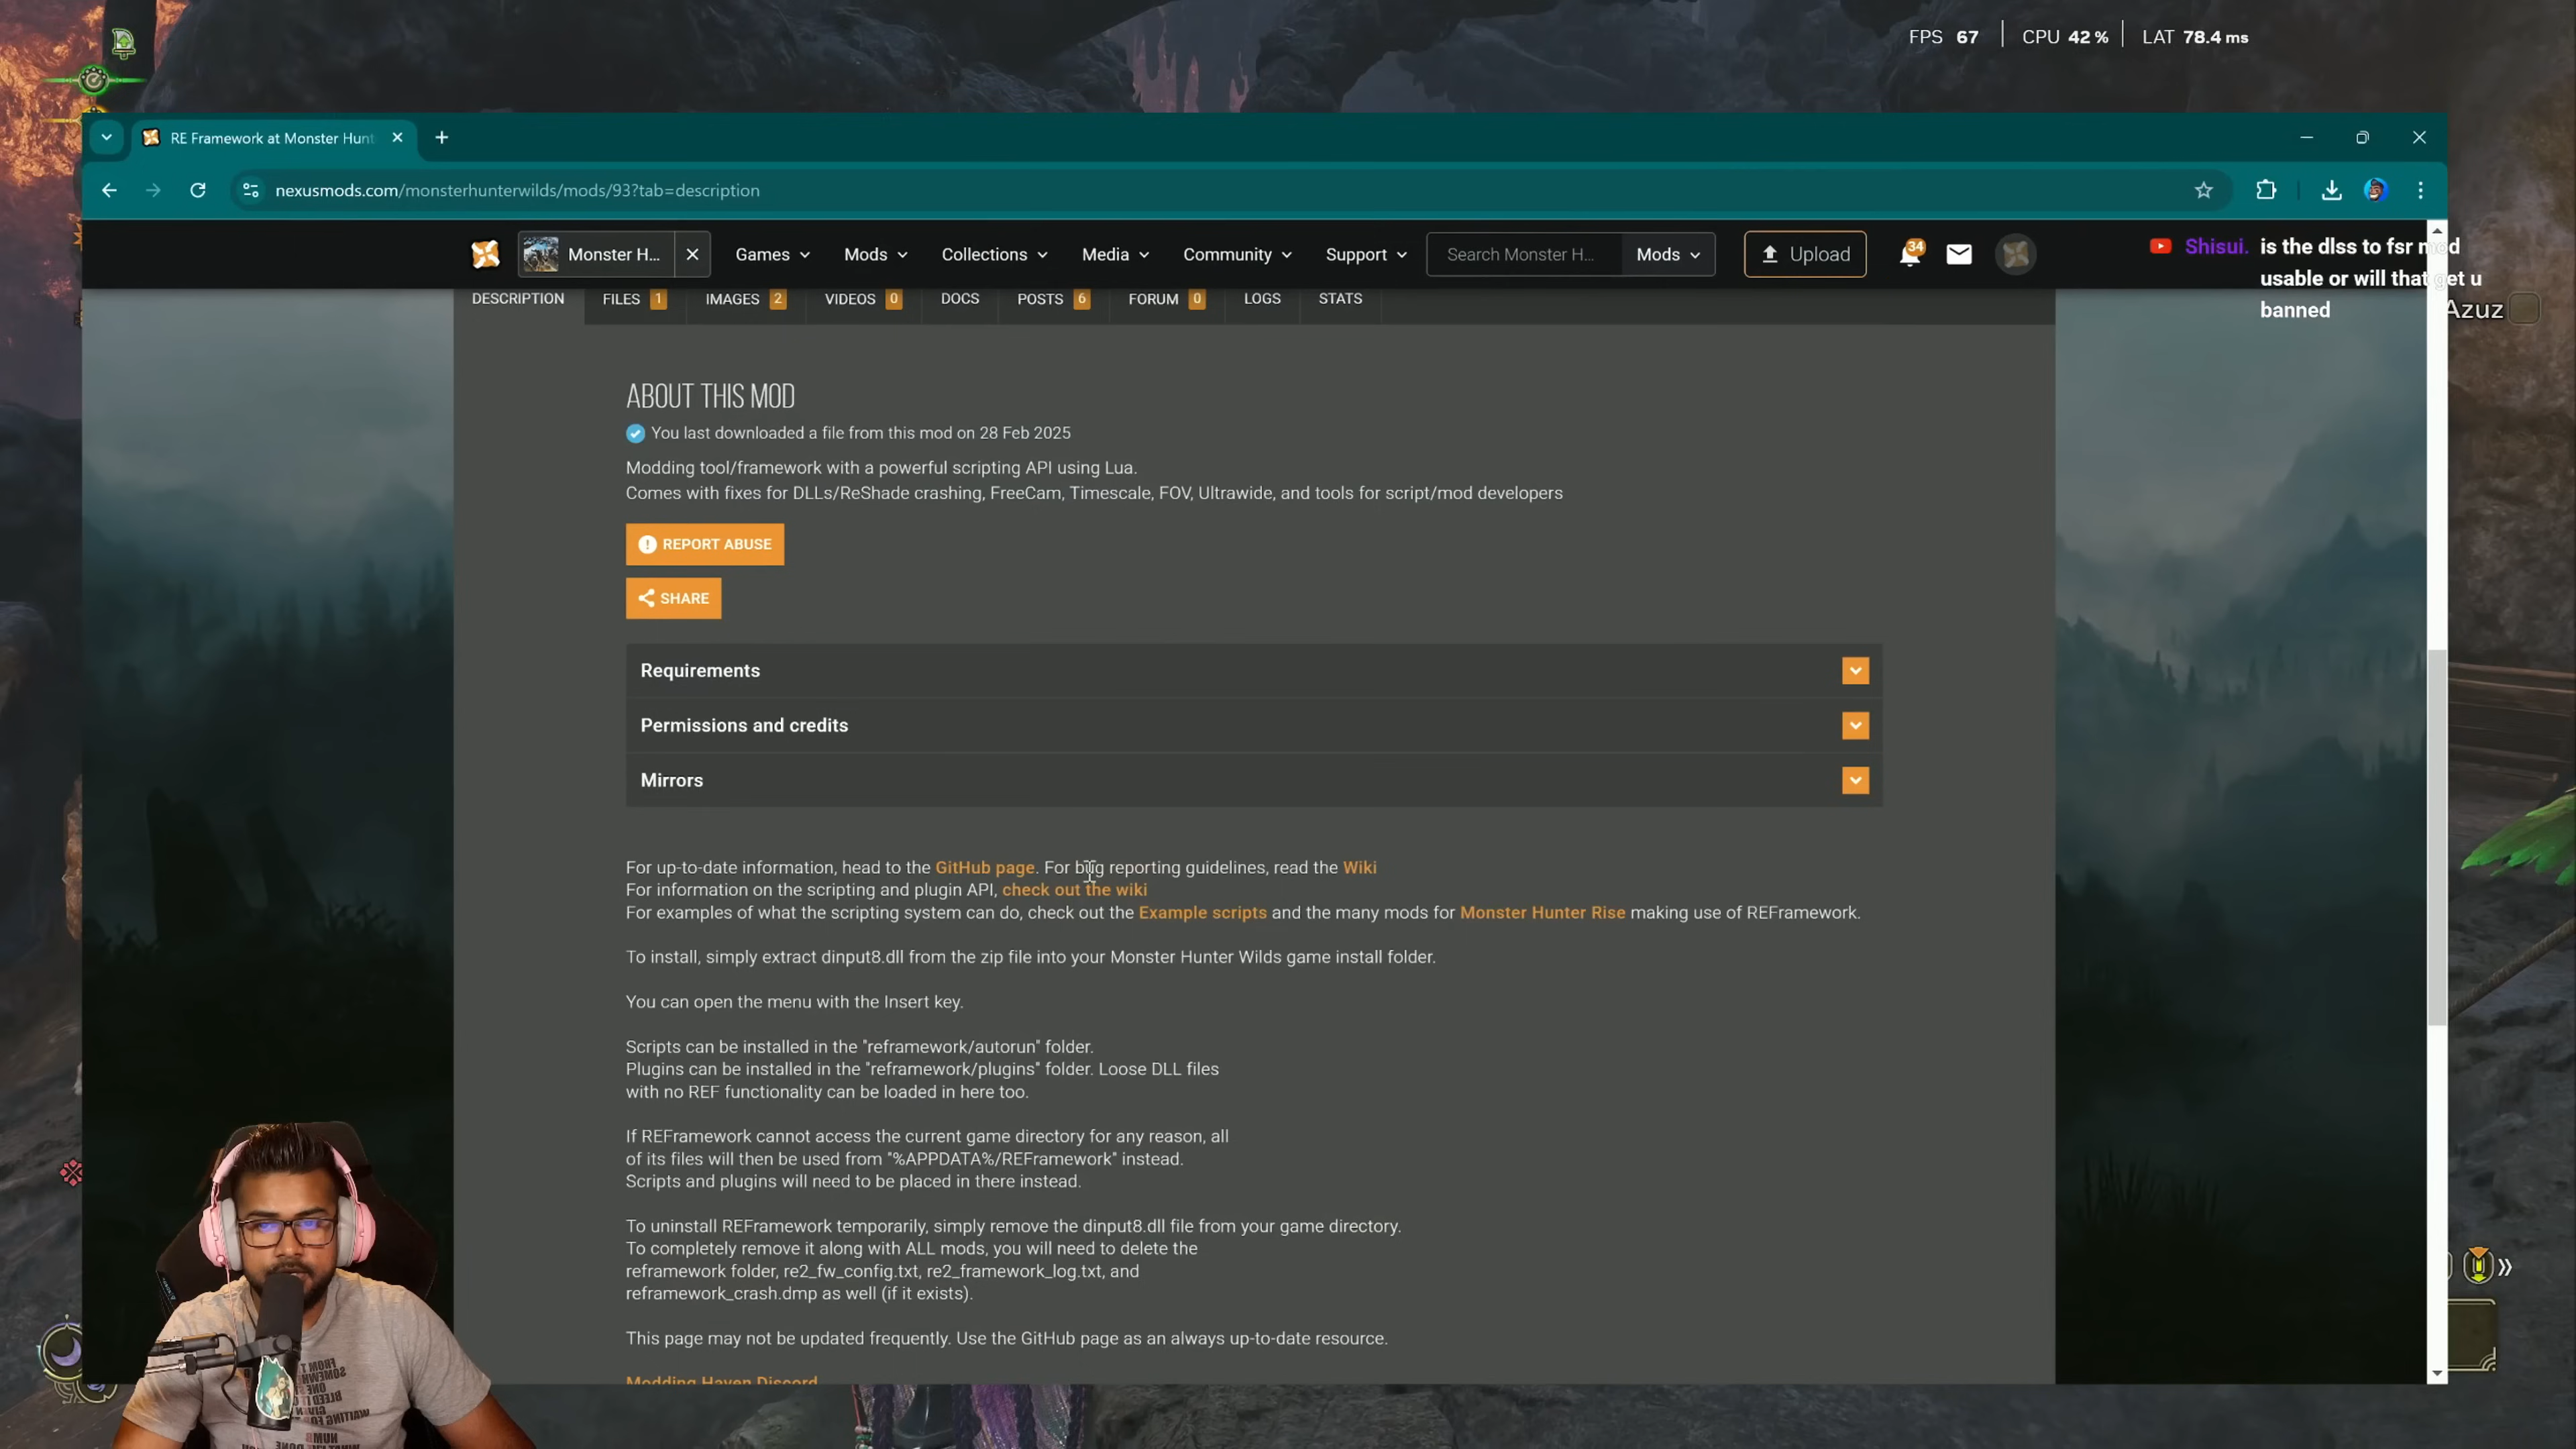 FPS 67 CPU 42 % LAT 78.4 ms
RE Framework at Monster Hunt
nexusmods.com/monsterhunterwilds/mods/93?tab=description
Monster H... Games Mods Collections Media Community Support Search Monster H... Mods Upload 34
Shisui. is the dlss to fsr mod
usable or will that get u
banned
Azuz
DESCRIPTION FILES 1 IMAGES 2 VIDEOS 0 DOCS POSTS 6 FORUM 0 LOGS STATS
ABOUT THIS MOD
You last downloaded a file from this mod on 28 Feb 2025
Modding tool/framework with a powerful scripting API using Lua.
Comes with fixes for DLLs/ReShade crashing, FreeCam, Timescale, FOV, Ultrawide, and tools for script/mod developers
REPORT ABUSE
SHARE
Requirements
Permissions and credits
Mirrors
For up-to-date information, head to the GitHub page. For bug reporting guidelines, read the Wiki
For information on the scripting and plugin API, check out the wiki
For examples of what the scripting system can do, check out the Example scripts and the many mods for Monster Hunter Rise making use of REFramework.
To install, simply extract dinput8.dll from the zip file into your Monster Hunter Wilds game install folder.
You can open the menu with the Insert key.
Scripts can be installed in the "reframework/autorun" folder.
Plugins can be installed in the "reframework/plugins" folder. Loose DLL files
with no REF functionality can be loaded in here too.
If REFramework cannot access the current game directory for any reason, all
of its files will then be used from "%APPDATA%/REFramework" instead.
Scripts and plugins will need to be placed in there instead.
To uninstall REFramework temporarily, simply remove the dinput8.dll file from your game directory.
To completely remove it along with ALL mods, you will need to delete the
reframework folder, re2_fw_config.txt, re2_framework_log.txt, and
reframework_crash.dmp as well (if it exists).
This page may not be updated frequently. Use the GitHub page as an always up-to-date resource.
Modding Haven Discord